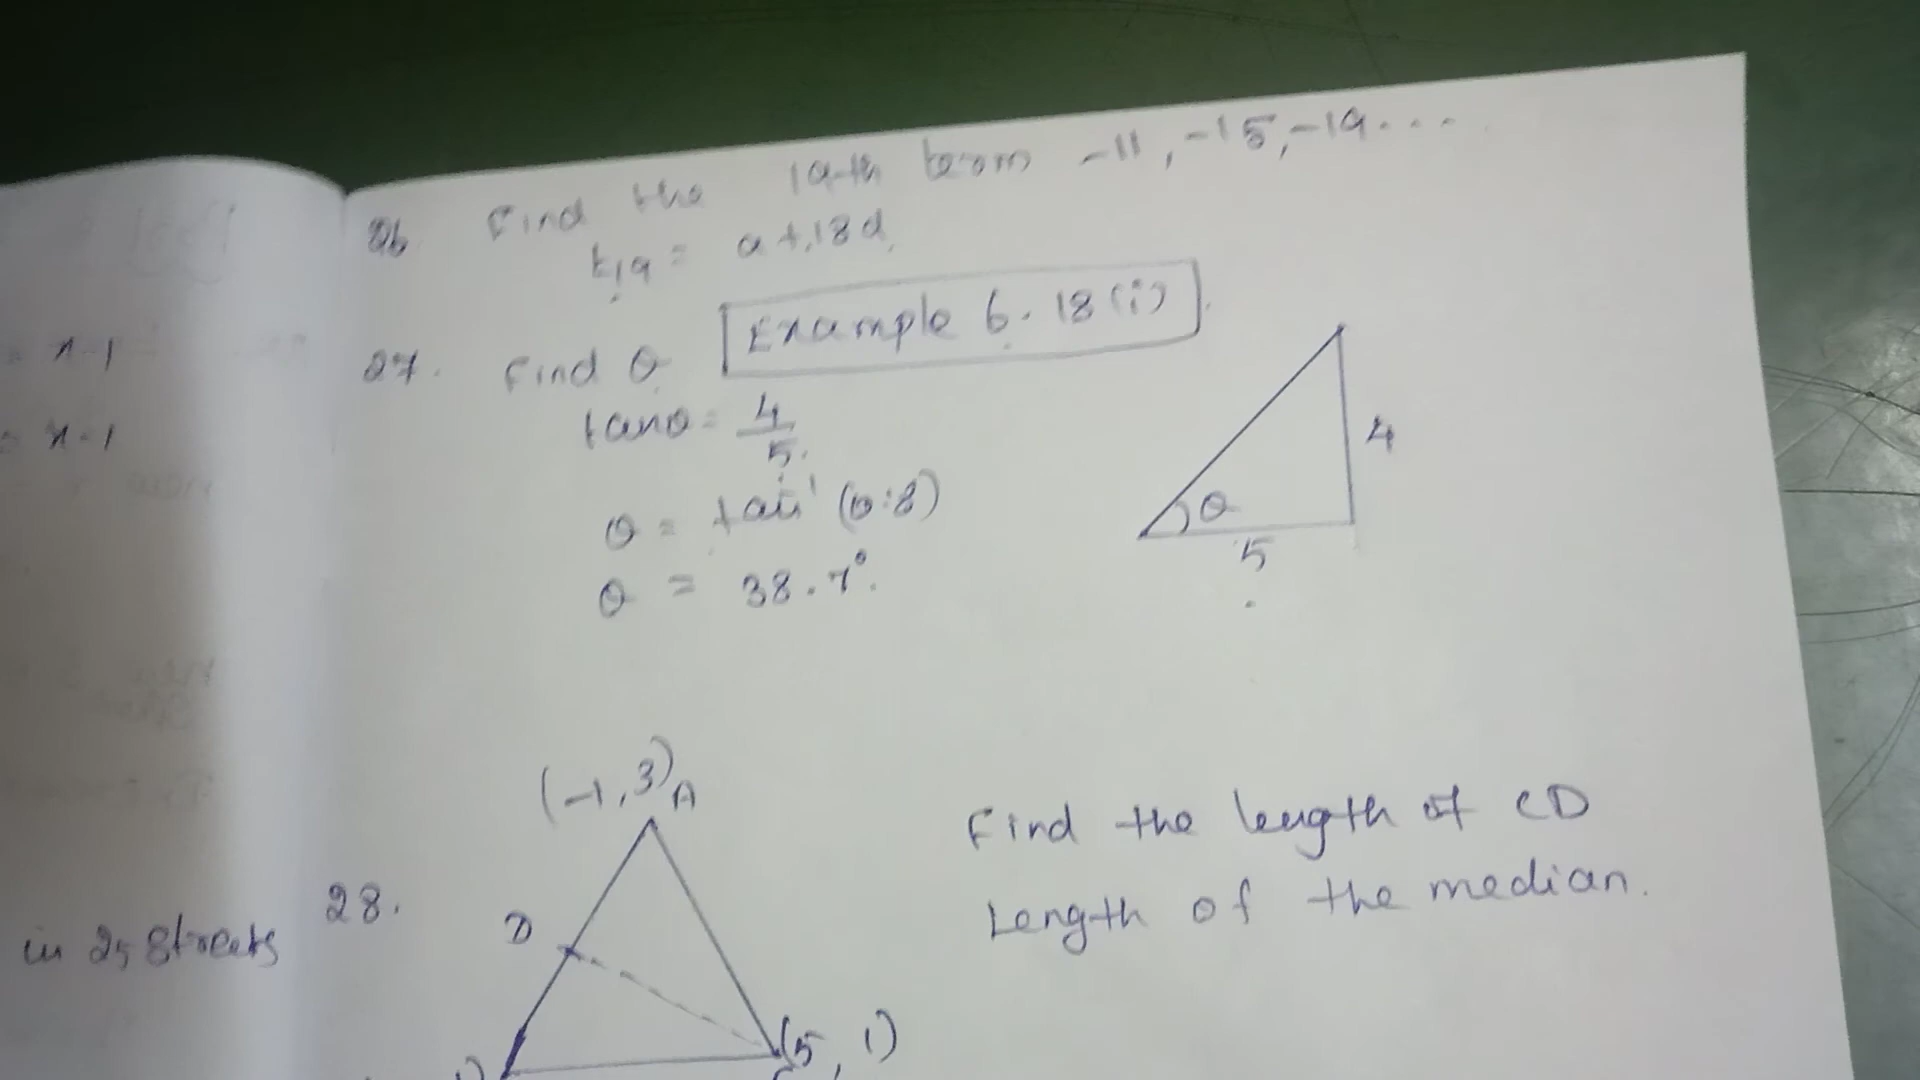 = x-1
= x-1
in 25 streets
26. Find the 19th term -11, -15, -19....
t19 = a+18d
Example 6.18(i)
27. Find θ
tanθ = 4/5
θ = tan⁻¹(0.8)
θ = 38.7°.
4
θ
5
(-1,3) A
28.
D
Find the length of CD
Length of the median.
(5, 1)